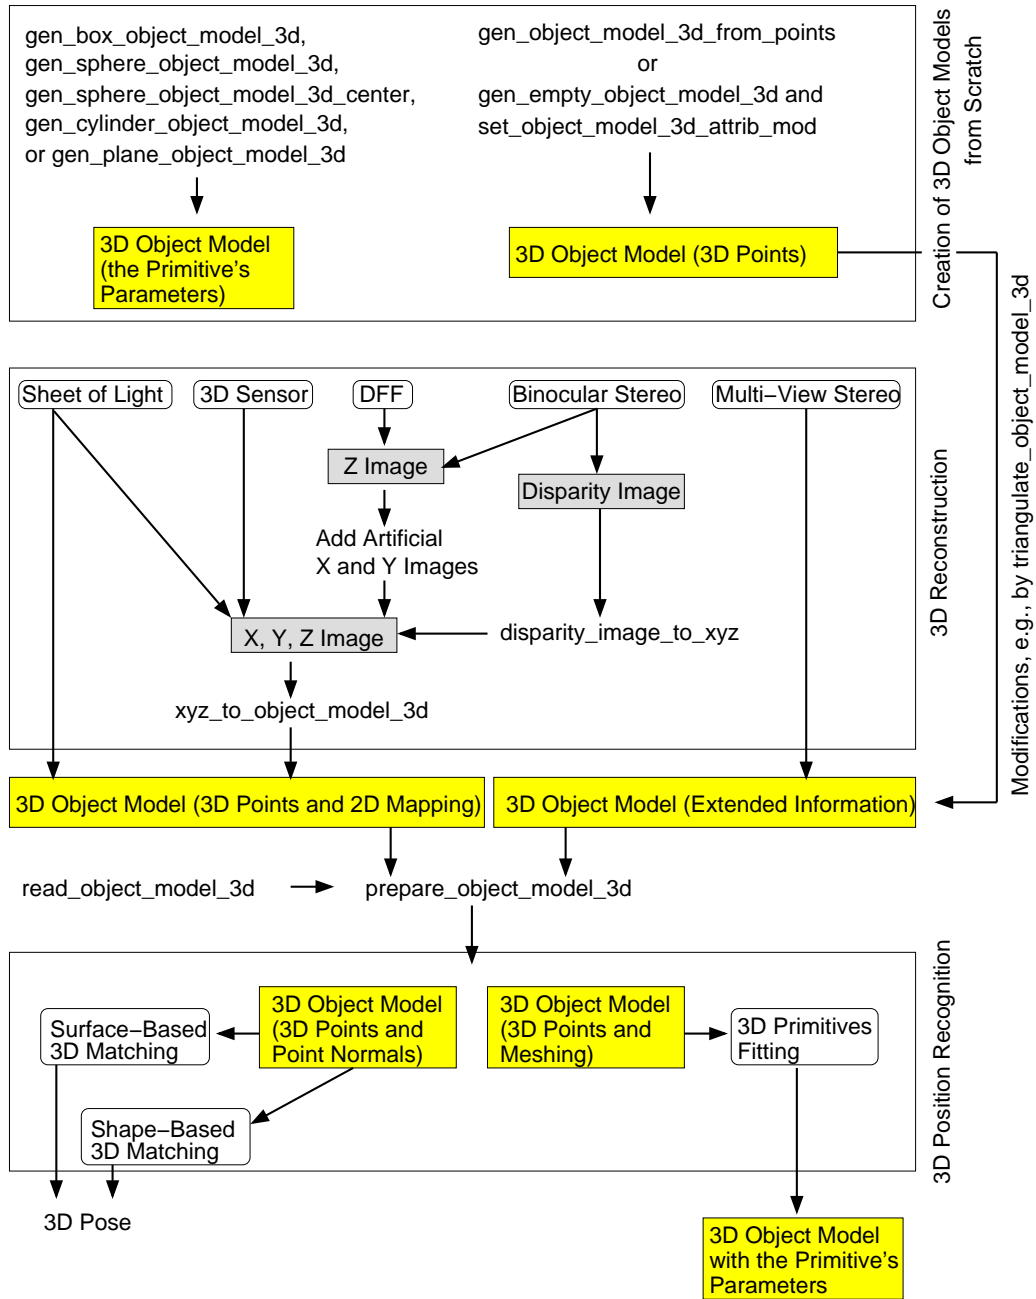 gen_box_object_model_3d,
gen_sphere_object_model_3d,
gen_sphere_object_model_3d_center,
gen_cylinder_object_model_3d,
or gen_plane_object_model_3d
gen_object_model_3d_from_points
or
gen_empty_object_model_3d and
set_object_model_3d_attrib_mod
3D Object Model
(the Primitive's
Parameters)
3D Object Model (3D Points)
Creation of 3D Object Models
from Scratch
Modifications, e.g., by triangulate_object_model_3d
Sheet of Light
3D Sensor
DFF
Binocular Stereo
Multi−View Stereo
Z Image
Disparity Image
Add Artificial
X and Y Images
X, Y, Z Image
disparity_image_to_xyz
xyz_to_object_model_3d
3D Reconstruction
3D Object Model (3D Points and 2D Mapping)
3D Object Model (Extended Information)
read_object_model_3d
prepare_object_model_3d
Surface−Based
3D Matching
3D Object Model
(3D Points and
Point Normals)
3D Object Model
(3D Points and
Meshing)
3D Primitives
Fitting
Shape−Based
3D Matching
3D Position Recognition
3D Pose
3D Object Model
with the Primitive's
Parameters